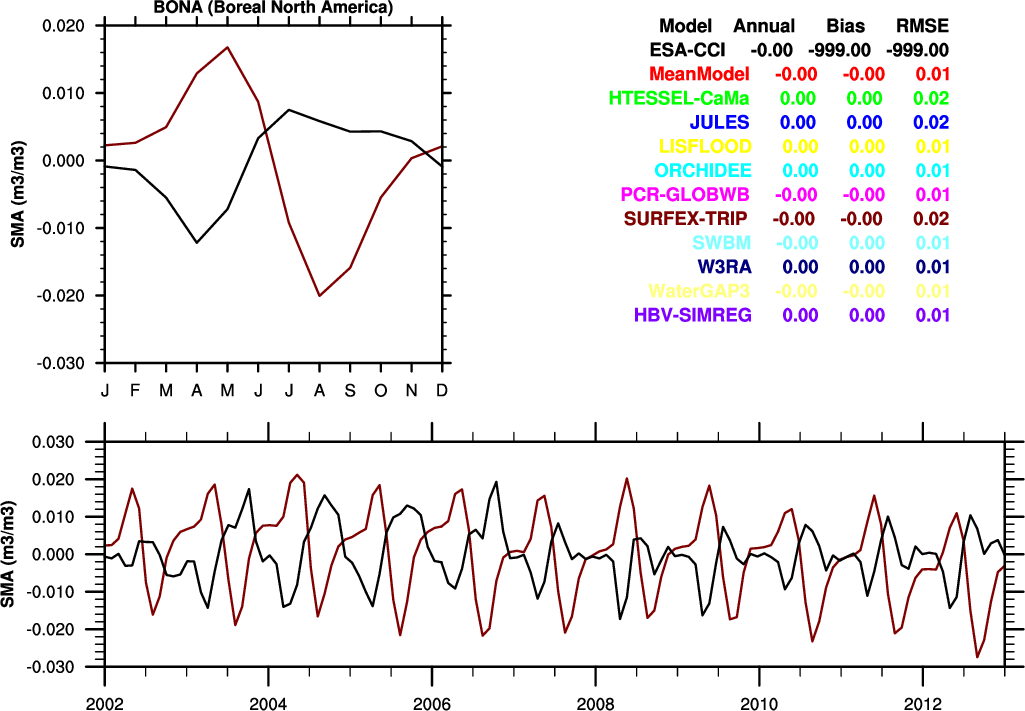 BONA (Boreal North America)
0.020
0.010
0.000
-0.010
-0.020
-0.030
SMA (m3/m3)
J F M A M J J A S O N D
Model Annual Bias RMSE
ESA-CCI -0.00 -999.00 -999.00
MeanModel -0.00 -0.00 0.01
HTESSEL-CaMa 0.00 0.00 0.02
JULES 0.00 0.00 0.02
LISFLOOD 0.00 0.00 0.01
ORCHIDEE 0.00 0.00 0.01
PCR-GLOBWB -0.00 -0.00 0.01
SURFEX-TRIP -0.00 -0.00 0.02
SWBM -0.00 0.00 0.01
W3RA 0.00 0.00 0.01
WaterGAP3 -0.00 -0.00 0.01
HBV-SIMREG 0.00 0.00 0.01
0.030
0.020
0.010
0.000
-0.010
-0.020
-0.030
SMA (m3/m3)
2002 2004 2006 2008 2010 2012